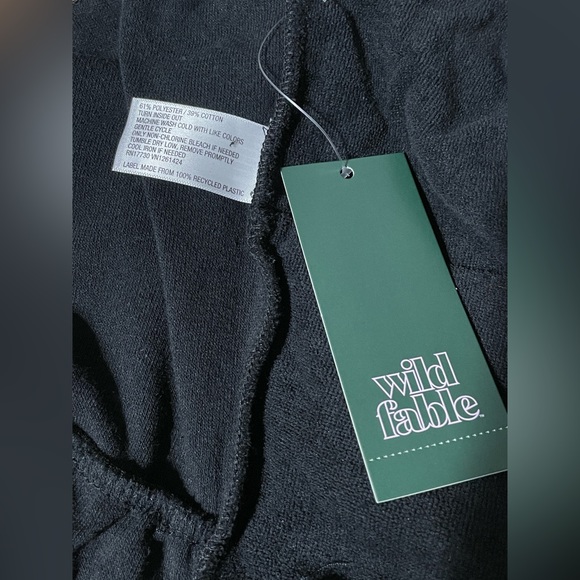 61% POLYESTER / 39% COTTON
TURN INSIDE OUT
MACHINE WASH COLD WITH LIKE COLORS
GENTLE CYCLE
ONLY NON-CHLORINE BLEACH IF NEEDED
TUMBLE DRY LOW, REMOVE PROMPTLY
COOL IRON IF NEEDED
RN17730 VN1261424
LABEL MADE FROM 100% RECYCLED PLASTIC
wild
fable